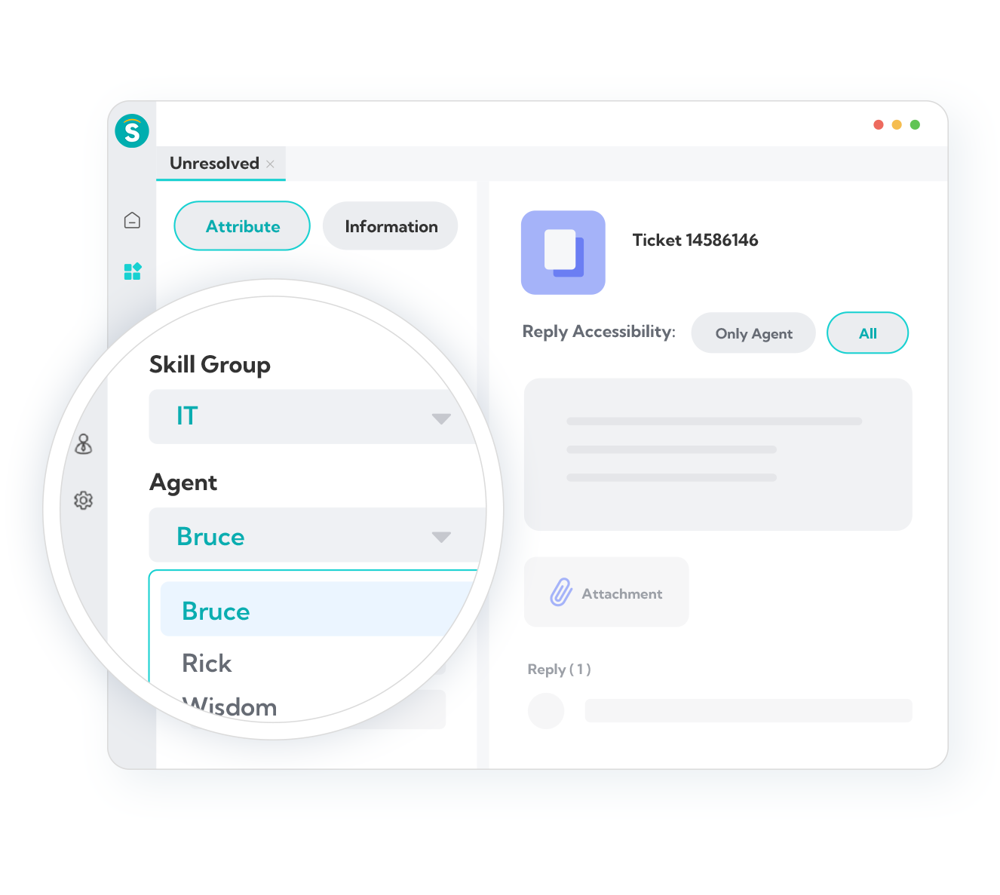 S
Unresolved ×
Attribute
Information
Skill Group
IT
Agent
Bruce
Bruce
Rick
Wisdom
Ticket 14586146
Reply Accessibility:
Only Agent
All
Attachment
Reply ( 1 )